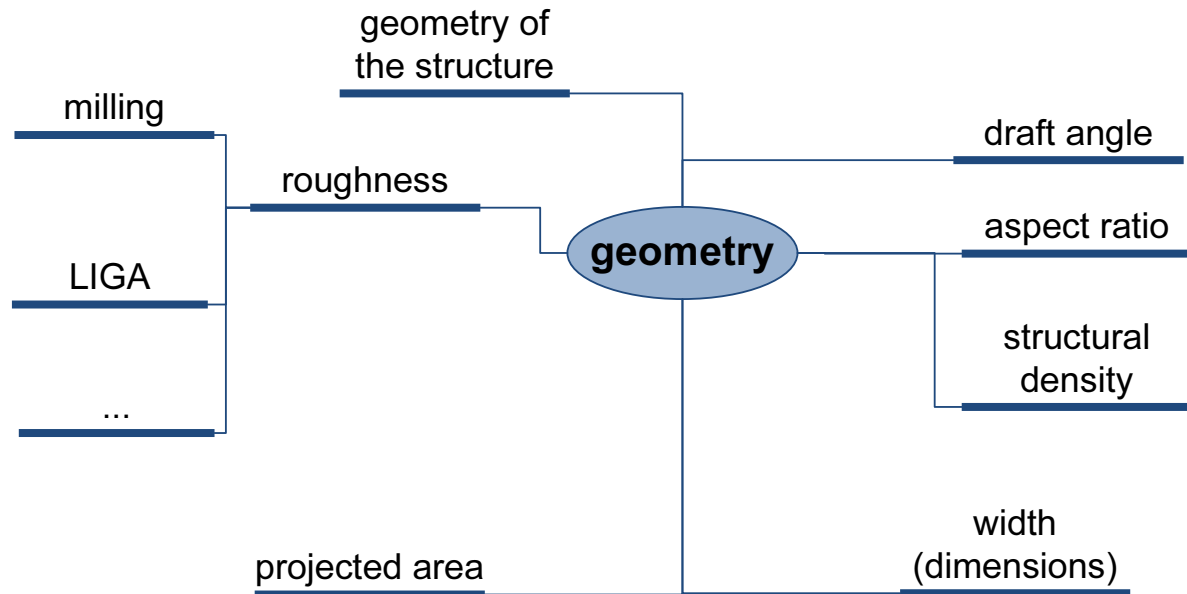 geometry of
the structure
milling
draft angle
roughness
aspect ratio
geometry
LIGA
structural
density
...
width
(dimensions)
projected area